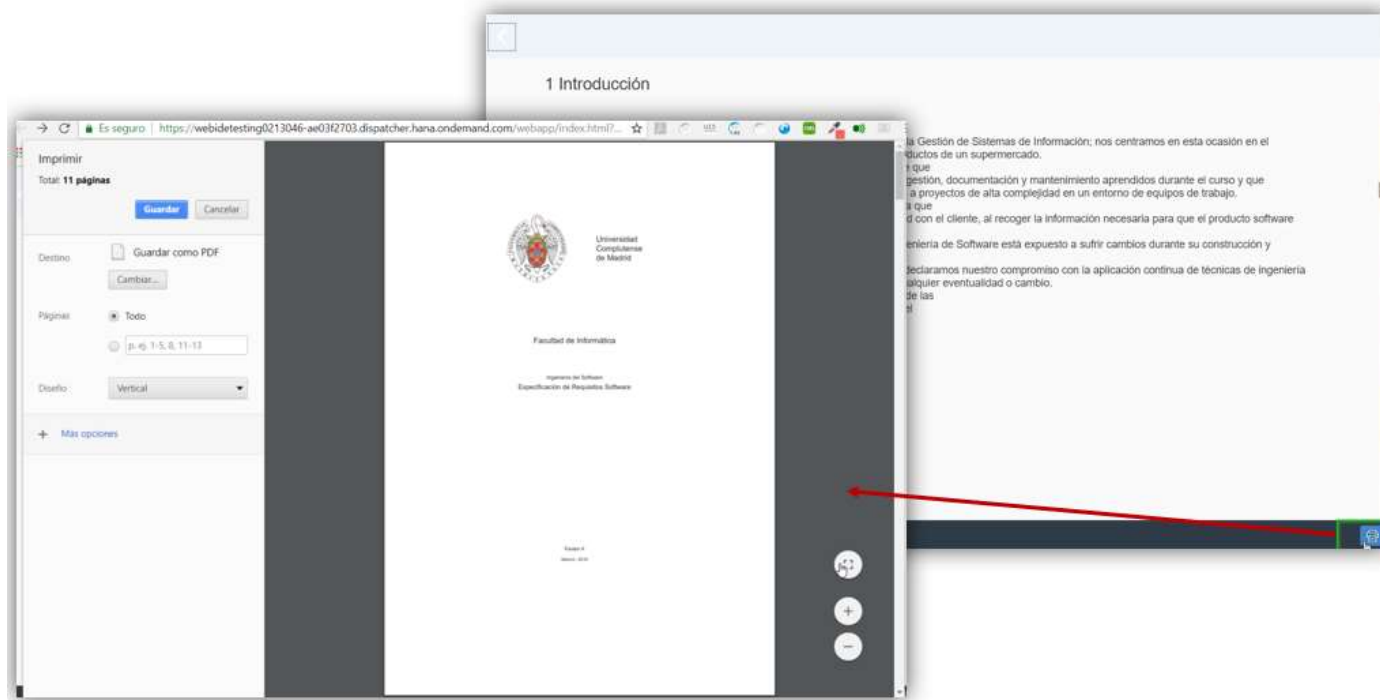 1 Introducción
la Gestión de Sistemas de Información; nos centramos en esta ocasión en el
ductos de un supermercado.
que
gestión, documentación y mantenimiento aprendidos durante el curso y que
a proyectos de alta complejidad en un entorno de equipos de trabajo.
a que
d con el cliente, al recoger la información necesaria para que el producto software
eniería de Software está expuesto a sufrir cambios durante su construcción y
declaramos nuestro compromiso con la aplicación continua de técnicas de ingeniería
alquier eventualidad o cambio.
de las
el
Es seguro | https://webidetesting0213046-ae03f2703.dispatcher.hana.ondemand.com/webapp/index.html?...
Imprimir
Total: 11 páginas
Guardar Cancelar
Destino Guardar como PDF
Cambiar...
Páginas Todo
p. ej. 1-5, 8, 11-13
Diseño Vertical
+ Más opciones
Universidad
Complutense
de Madrid
Facultad de Informática
Ingeniería del Software
Especificación de Requisitos Software